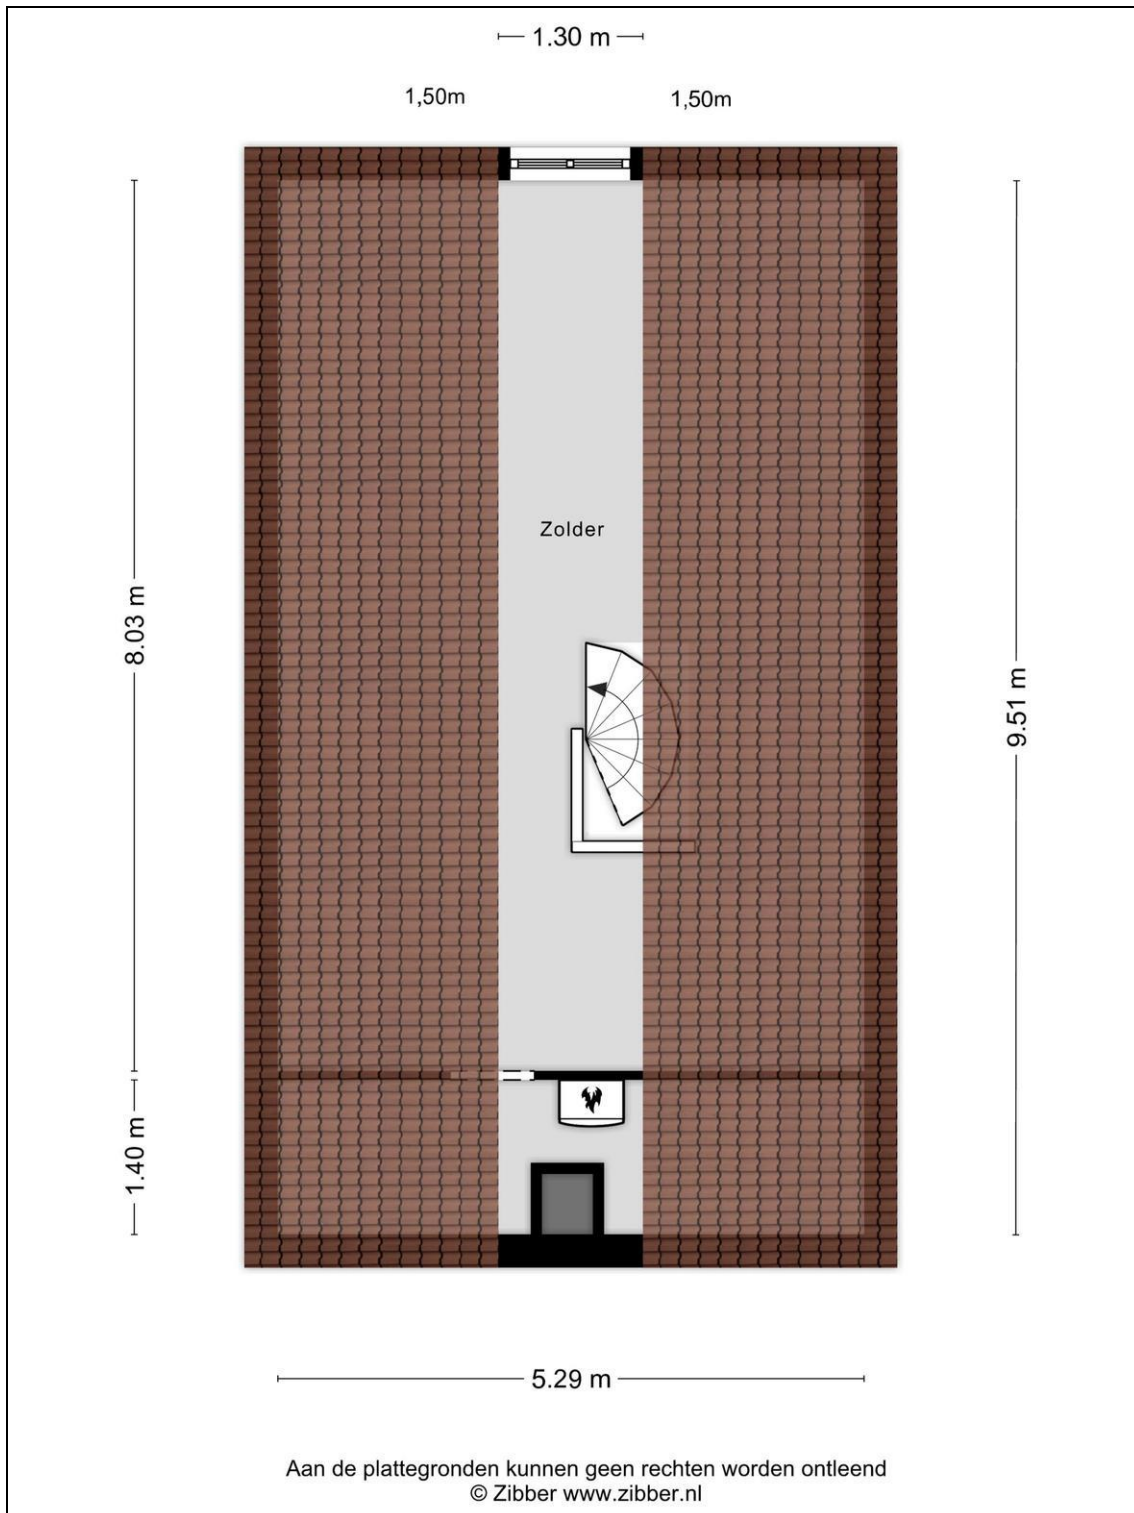 1.30 m
1,50m
1,50m
Zolder
8.03 m
9.51 m
1.40 m
5.29 m
Aan de plattegronden kunnen geen rechten worden ontleend
© Zibber www.zibber.nl